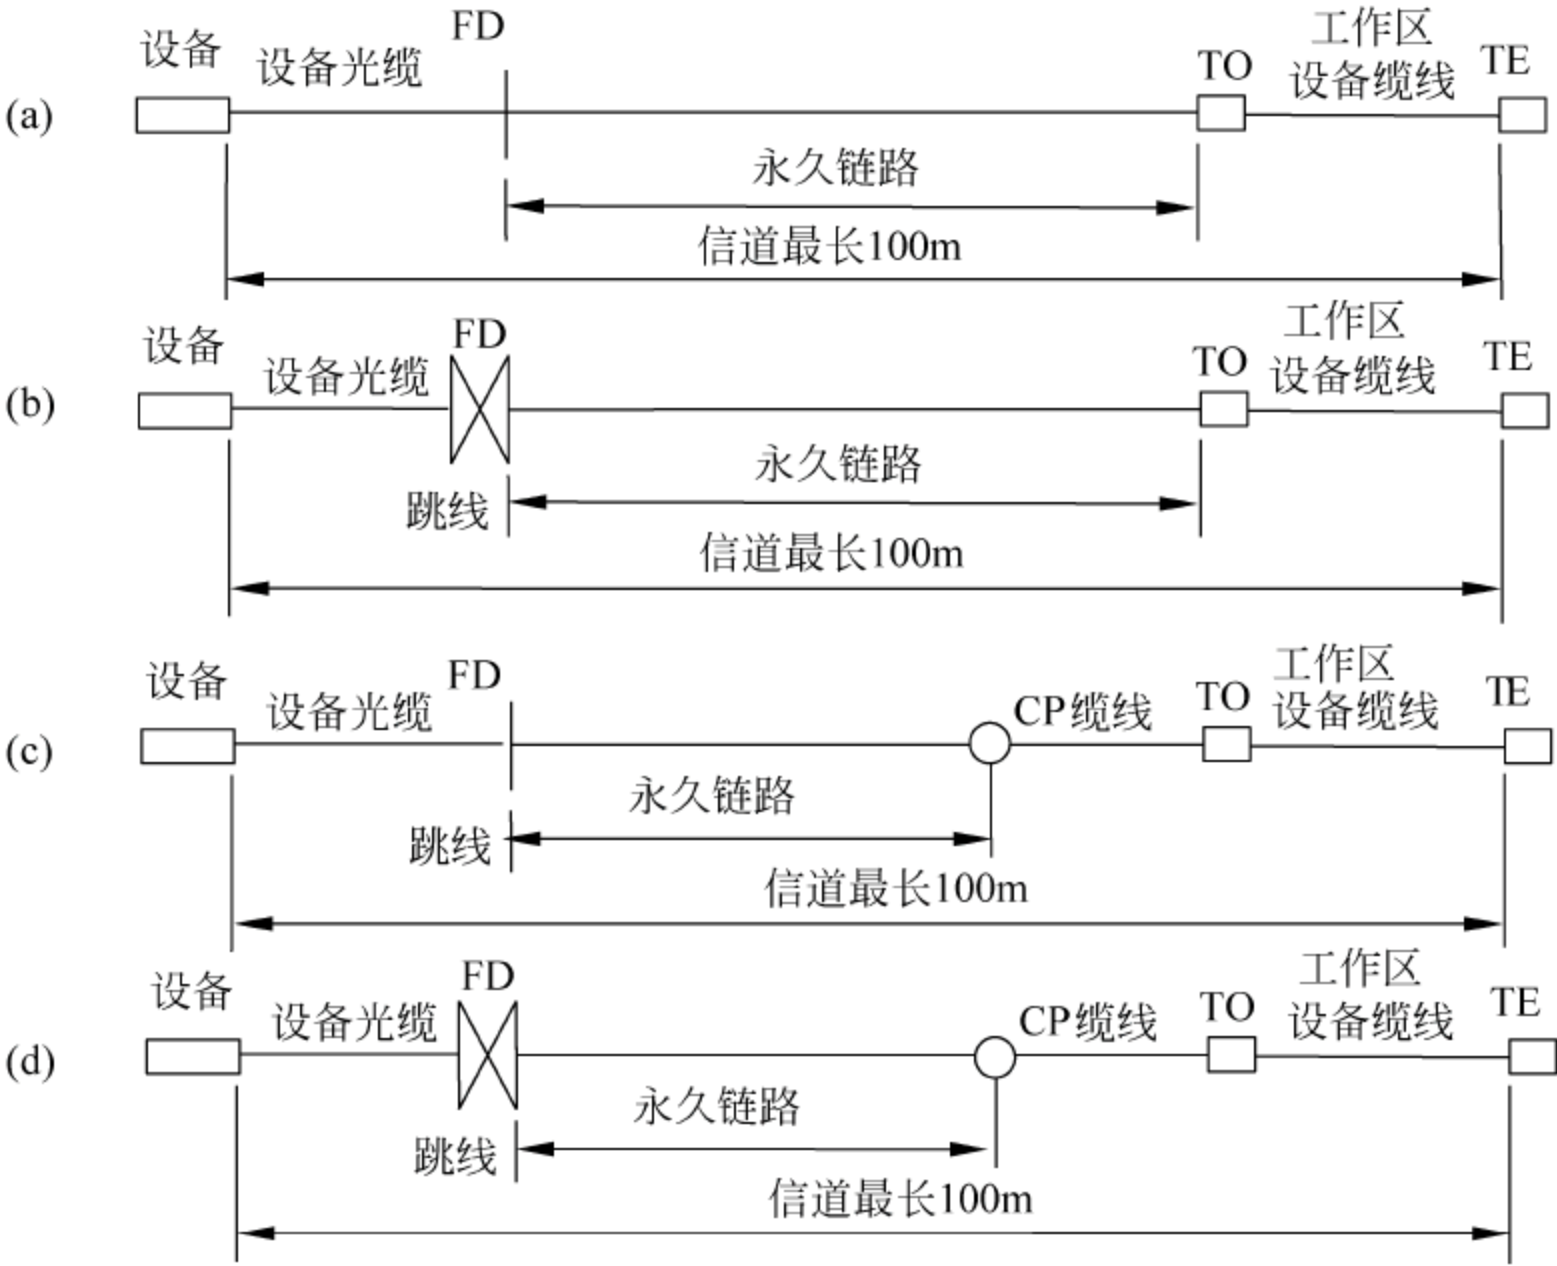 (a)
设备
设备光缆
FD
TO
工作区
设备缆线
TE
永久链路
信道最长100m
(b)
设备
设备光缆
FD
跳线
TO
工作区
设备缆线
TE
永久链路
信道最长100m
(c)
设备
设备光缆
FD
跳线
CP缆线
TO
工作区
设备缆线
TE
永久链路
信道最长100m
(d)
设备
设备光缆
FD
跳线
CP缆线
TO
工作区
设备缆线
TE
永久链路
信道最长100m